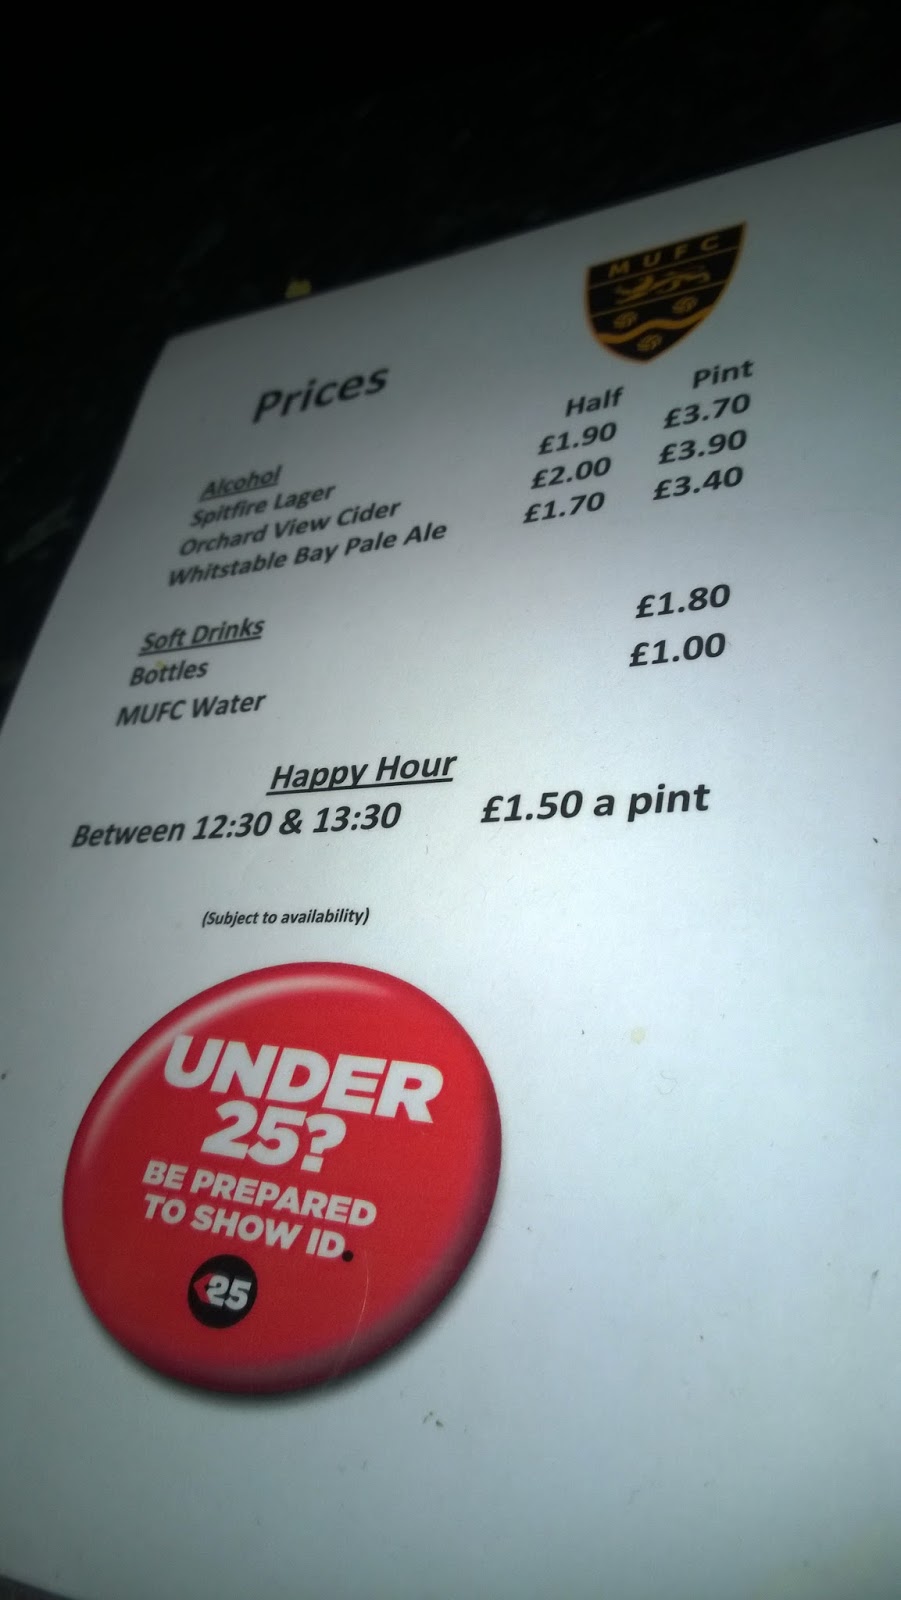 MUFC
Prices
Half Pint
Alcohol
Spitfire Lager £1.90 £3.70
Orchard View Cider £2.00 £3.90
Whitstable Bay Pale Ale £1.70 £3.40
Soft Drinks
Bottles £1.80
MUFC Water £1.00
Happy Hour
Between 12:30 & 13:30 £1.50 a pint
(Subject to availability)
UNDER
25?
BE PREPARED
TO SHOW ID.
<25